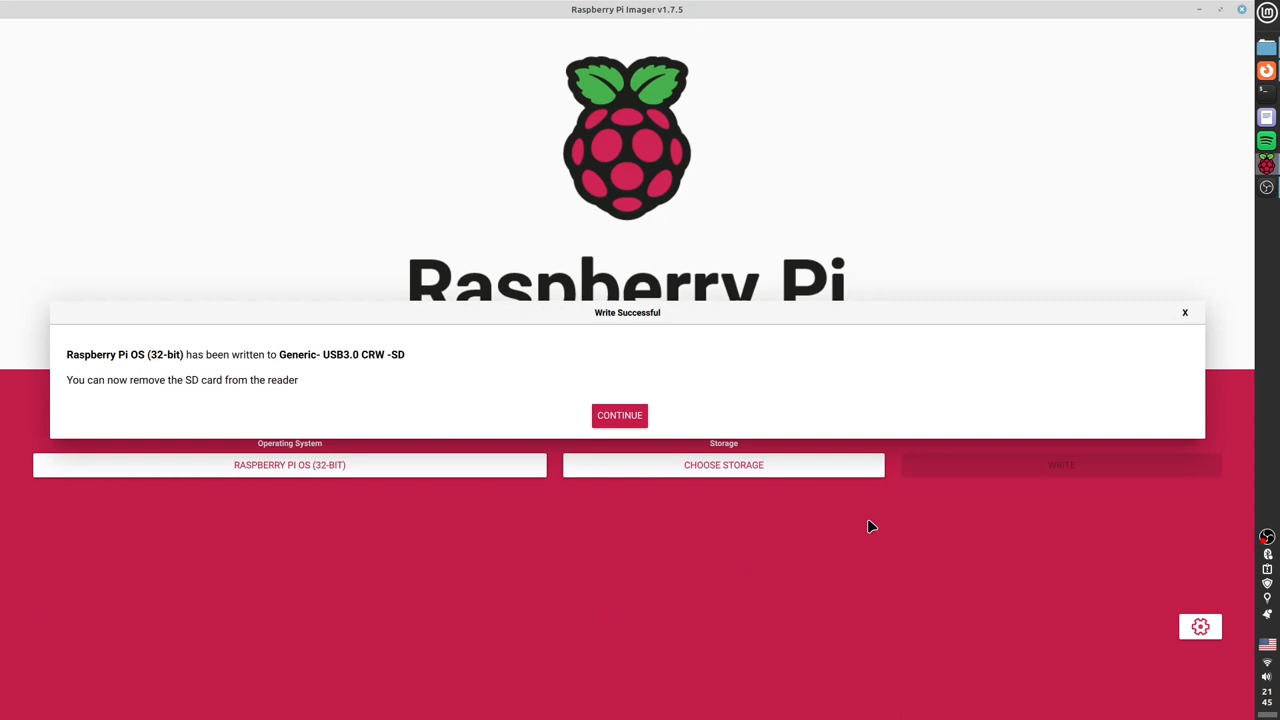 Raspberry Pi Imager v1.7.5
Raspberry Pi
Write Successful
X
Raspberry Pi OS (32-bit) has been written to Generic- USB3.0 CRW -SD
You can now remove the SD card from the reader
CONTINUE
Operating System
Storage
RASPBERRY PI OS (32-BIT)
CHOOSE STORAGE
WRITE
lm
$_
21
45